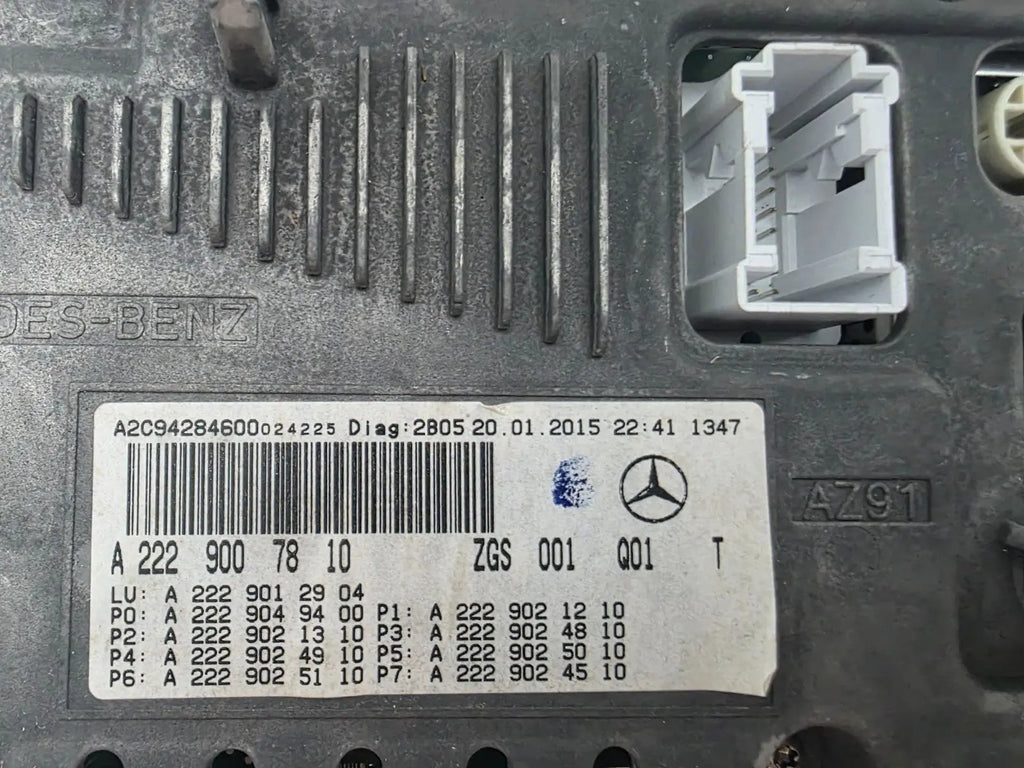 DES-BENZ
A2C94284600024225 Diag:2B05 20.01.2015 22:41 1347
AZ91
A 222 900 78 10 ZGS 001 Q01 T
LU: A 222 901 29 04
P0: A 222 904 94 00 P1: A 222 902 12 10
P2: A 222 902 13 10 P3: A 222 902 48 10
P4: A 222 902 49 10 P5: A 222 902 50 10
P6: A 222 902 51 10 P7: A 222 902 45 10